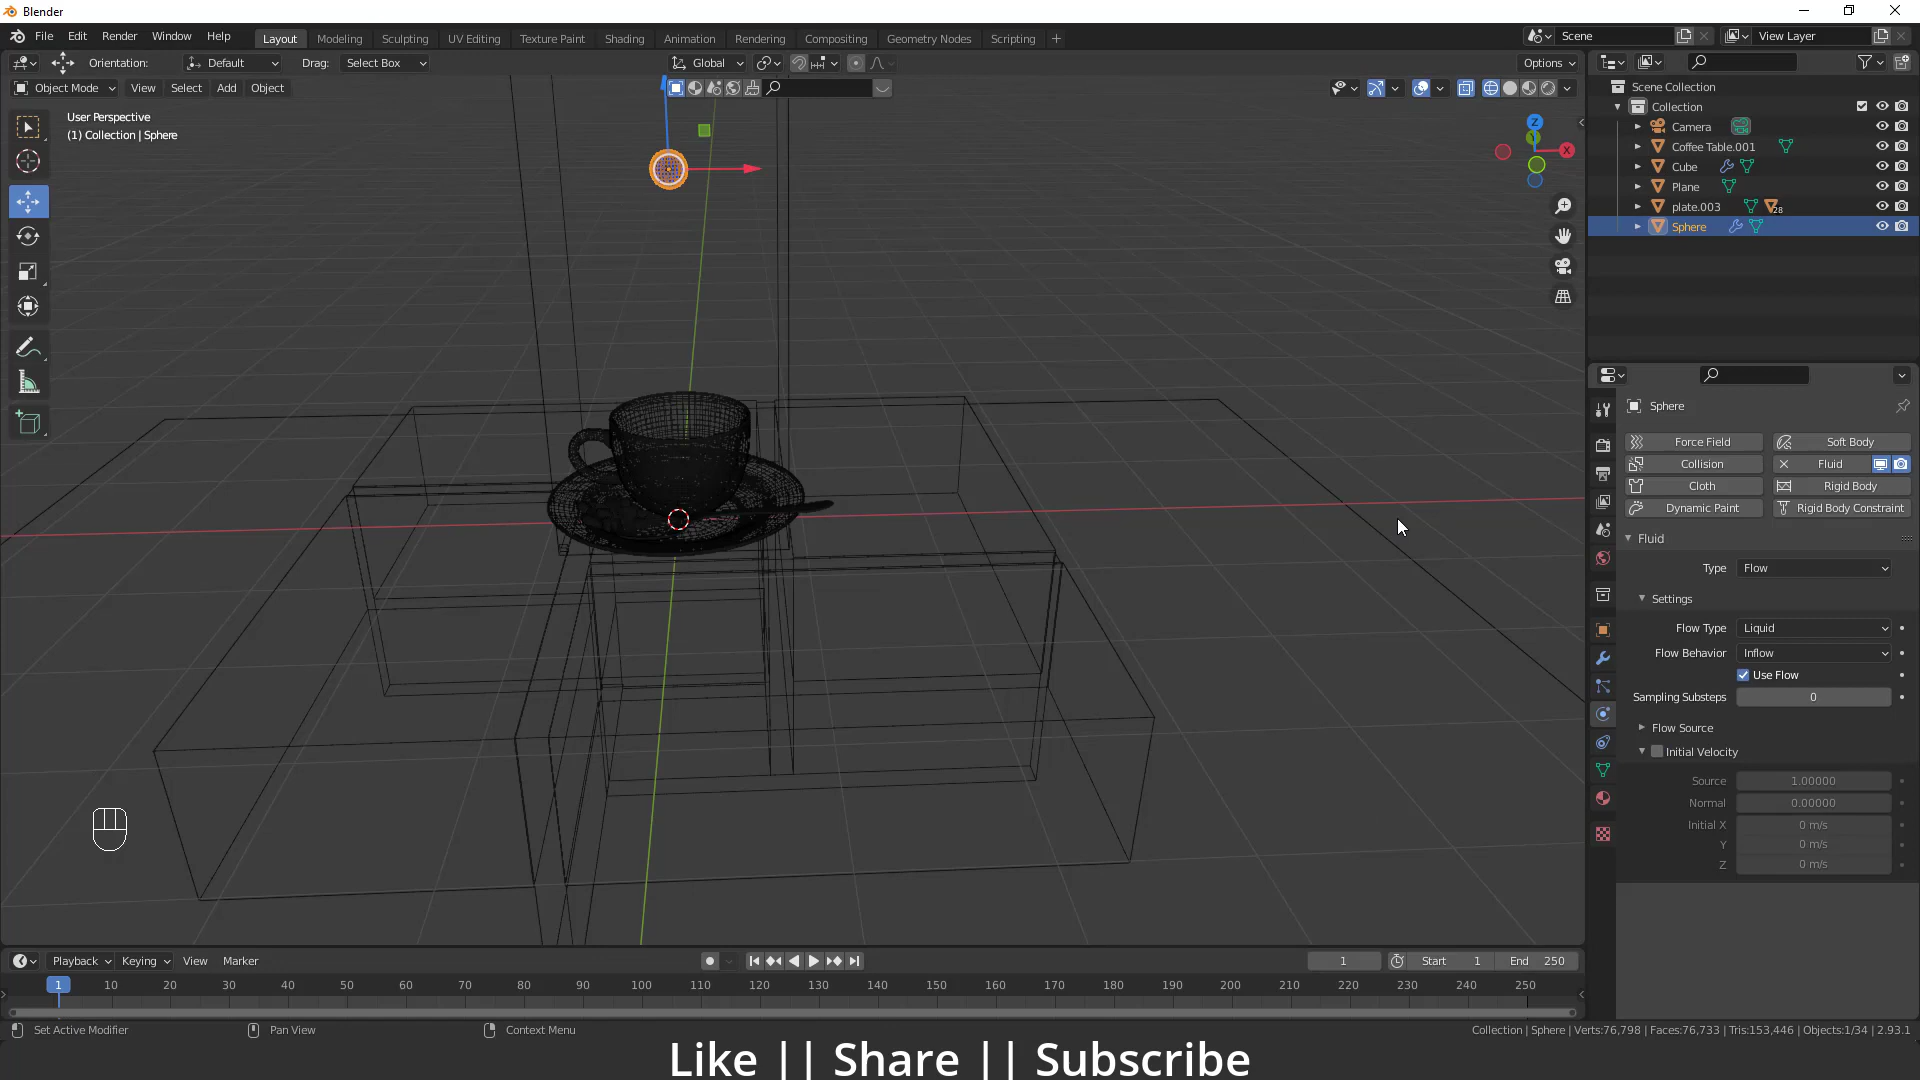 Blender
File Edit Render Window Help
Layout Modeling Sculpting UV Editing Texture Paint Shading Animation Rendering Compositing Geometry Nodes Scripting +
Scene View Layer
Orientation: Default Drag: Select Box Global Options
Object Mode View Select Add Object
User Perspective
(1) Collection | Sphere
Z
X
Scene Collection
Collection
Camera
Coffee Table.001
Cube
Plane
plate.003 28
Sphere
Sphere
Force Field Soft Body
Collision Fluid
Cloth Rigid Body
Dynamic Paint Rigid Body Constraint
Fluid
Type Flow
Settings
Flow Type Liquid
Flow Behavior Inflow
Use Flow
Sampling Substeps 0
Flow Source
Initial Velocity
Source 1.00000
Normal 0.00000
Initial X 0 m/s
Y 0 m/s
Z 0 m/s
Playback Keying View Marker 1 Start 1 End 250
1 10 20 30 40 50 60 70 80 90 100 110 120 130 140 150 160 170 180 190 200 210 220 230 240 250
Set Active Modifier Pan View Context Menu Collection | Sphere | Verts:76,798 | Faces:76,733 | Tris:153,446 | Objects:1/34 | 2.93.1
Like || Share || Subscribe